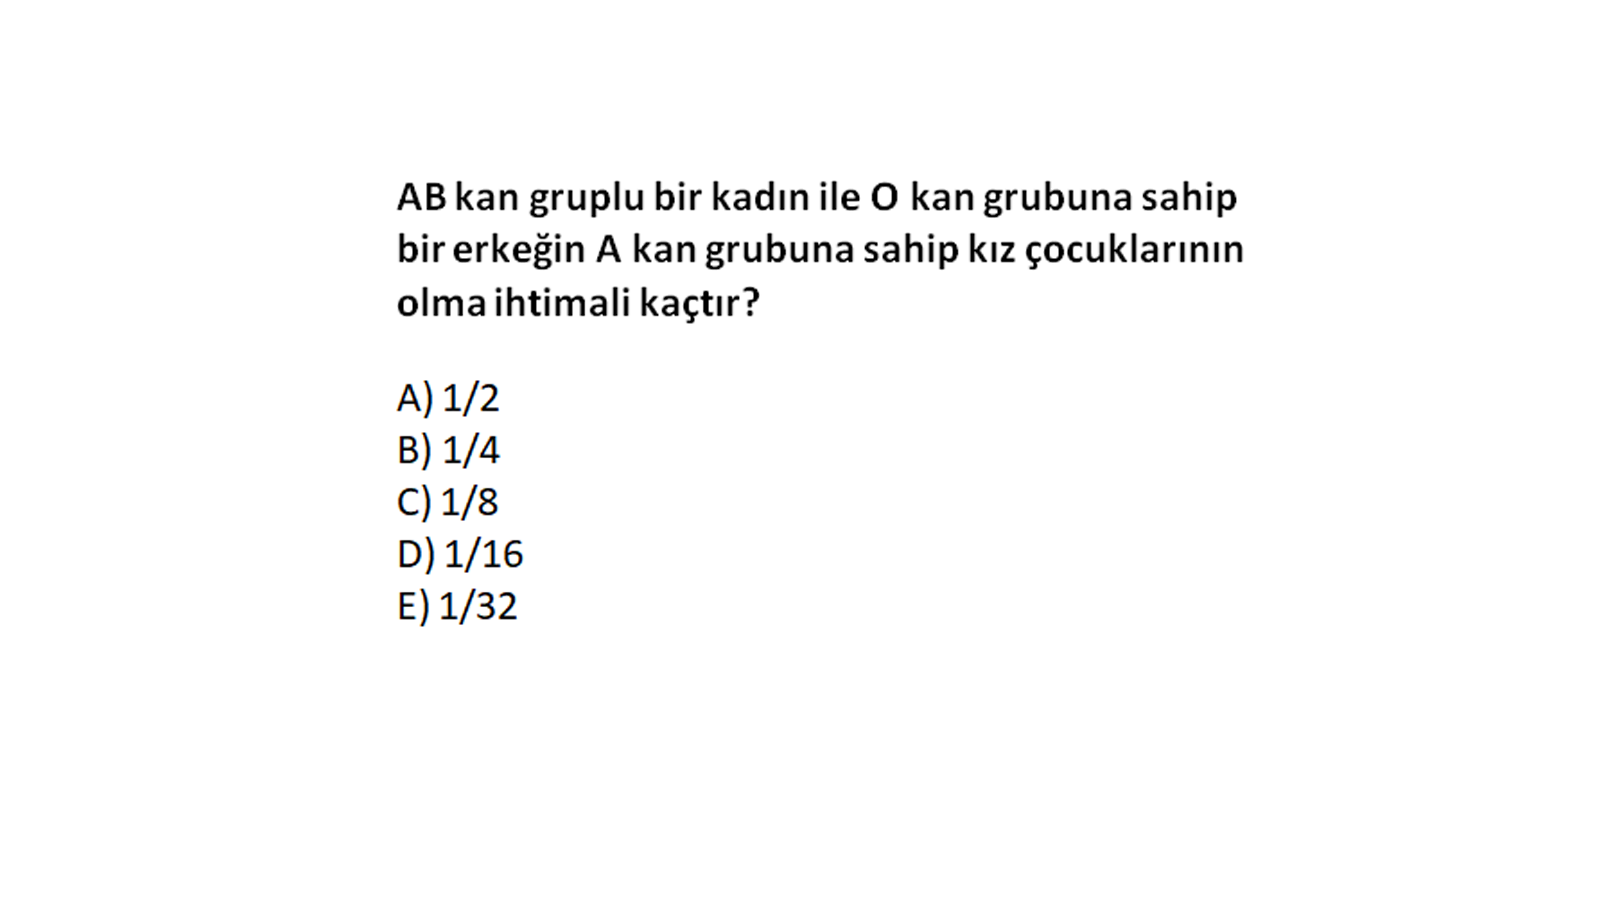 AB kan gruplu bir kadın ile O kan grubuna sahip
bir erkeğin A kan grubuna sahip kız çocuklarının
olma ihtimali kaçtır?
A) 1/2
B) 1/4
C) 1/8
D) 1/16
E) 1/32